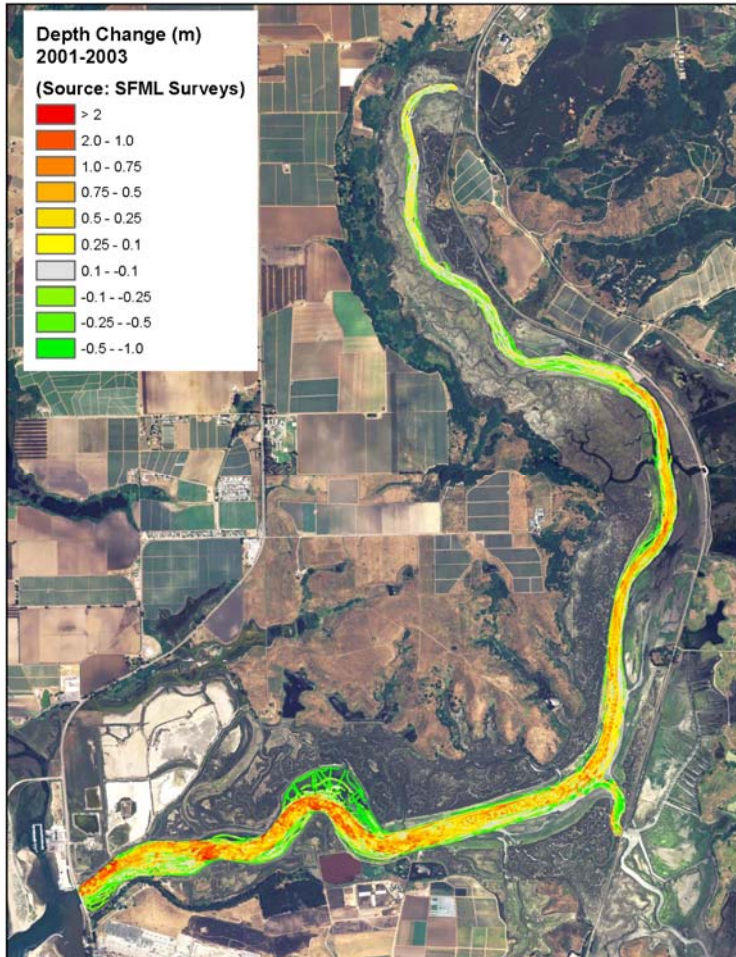 Depth Change (m)
2001-2003
(Source: SFML Surveys)
> 2
2.0 - 1.0
1.0 - 0.75
0.75 - 0.5
0.5 - 0.25
0.25 - 0.1
0.1 - -0.1
-0.1 - -0.25
-0.25 - -0.5
-0.5 - -1.0